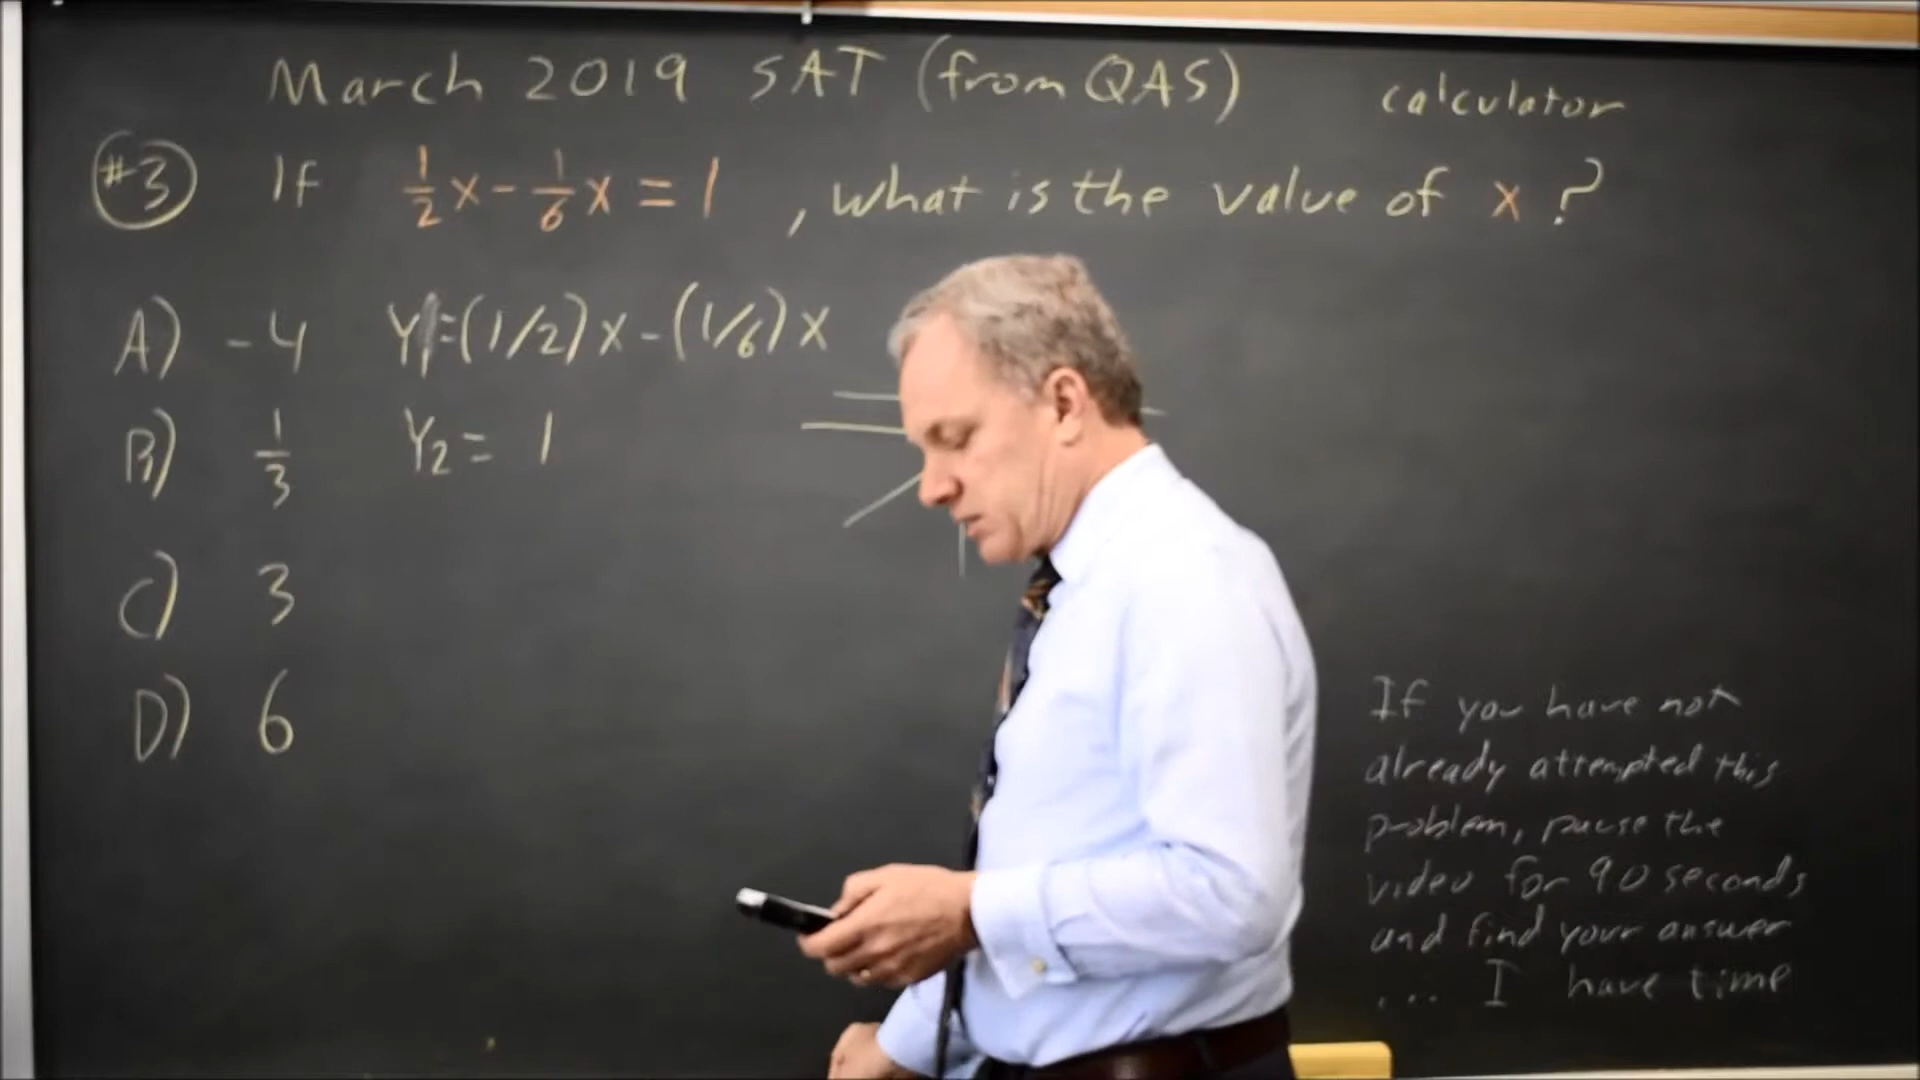 March 2019 SAT (from QAS) calculator
#3 If 1/2 x - 1/6 x = 1, what is the value of x?
A) -4 Y1=(1/2)x-(1/6)x
B) 1/3 Y2= 1
C) 3
D) 6
If you have not
already attempted this
problem, pause the
video for 90 seconds
and find your answer
... I have time